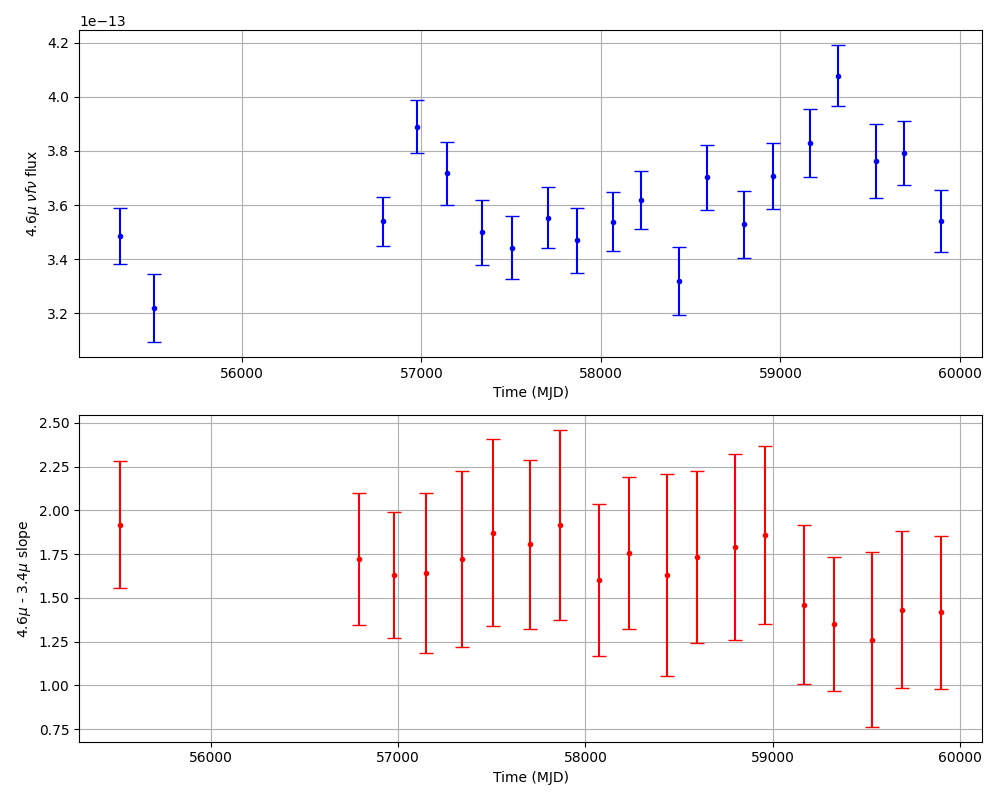 1e−13
4.2
4.0
3.8
3.6
3.4
3.2
4.6μ νfν flux
56000 57000 58000 59000 60000
Time (MJD)
2.50
2.25
2.00
1.75
1.50
1.25
1.00
0.75
4.6μ - 3.4μ slope
56000 57000 58000 59000 60000
Time (MJD)